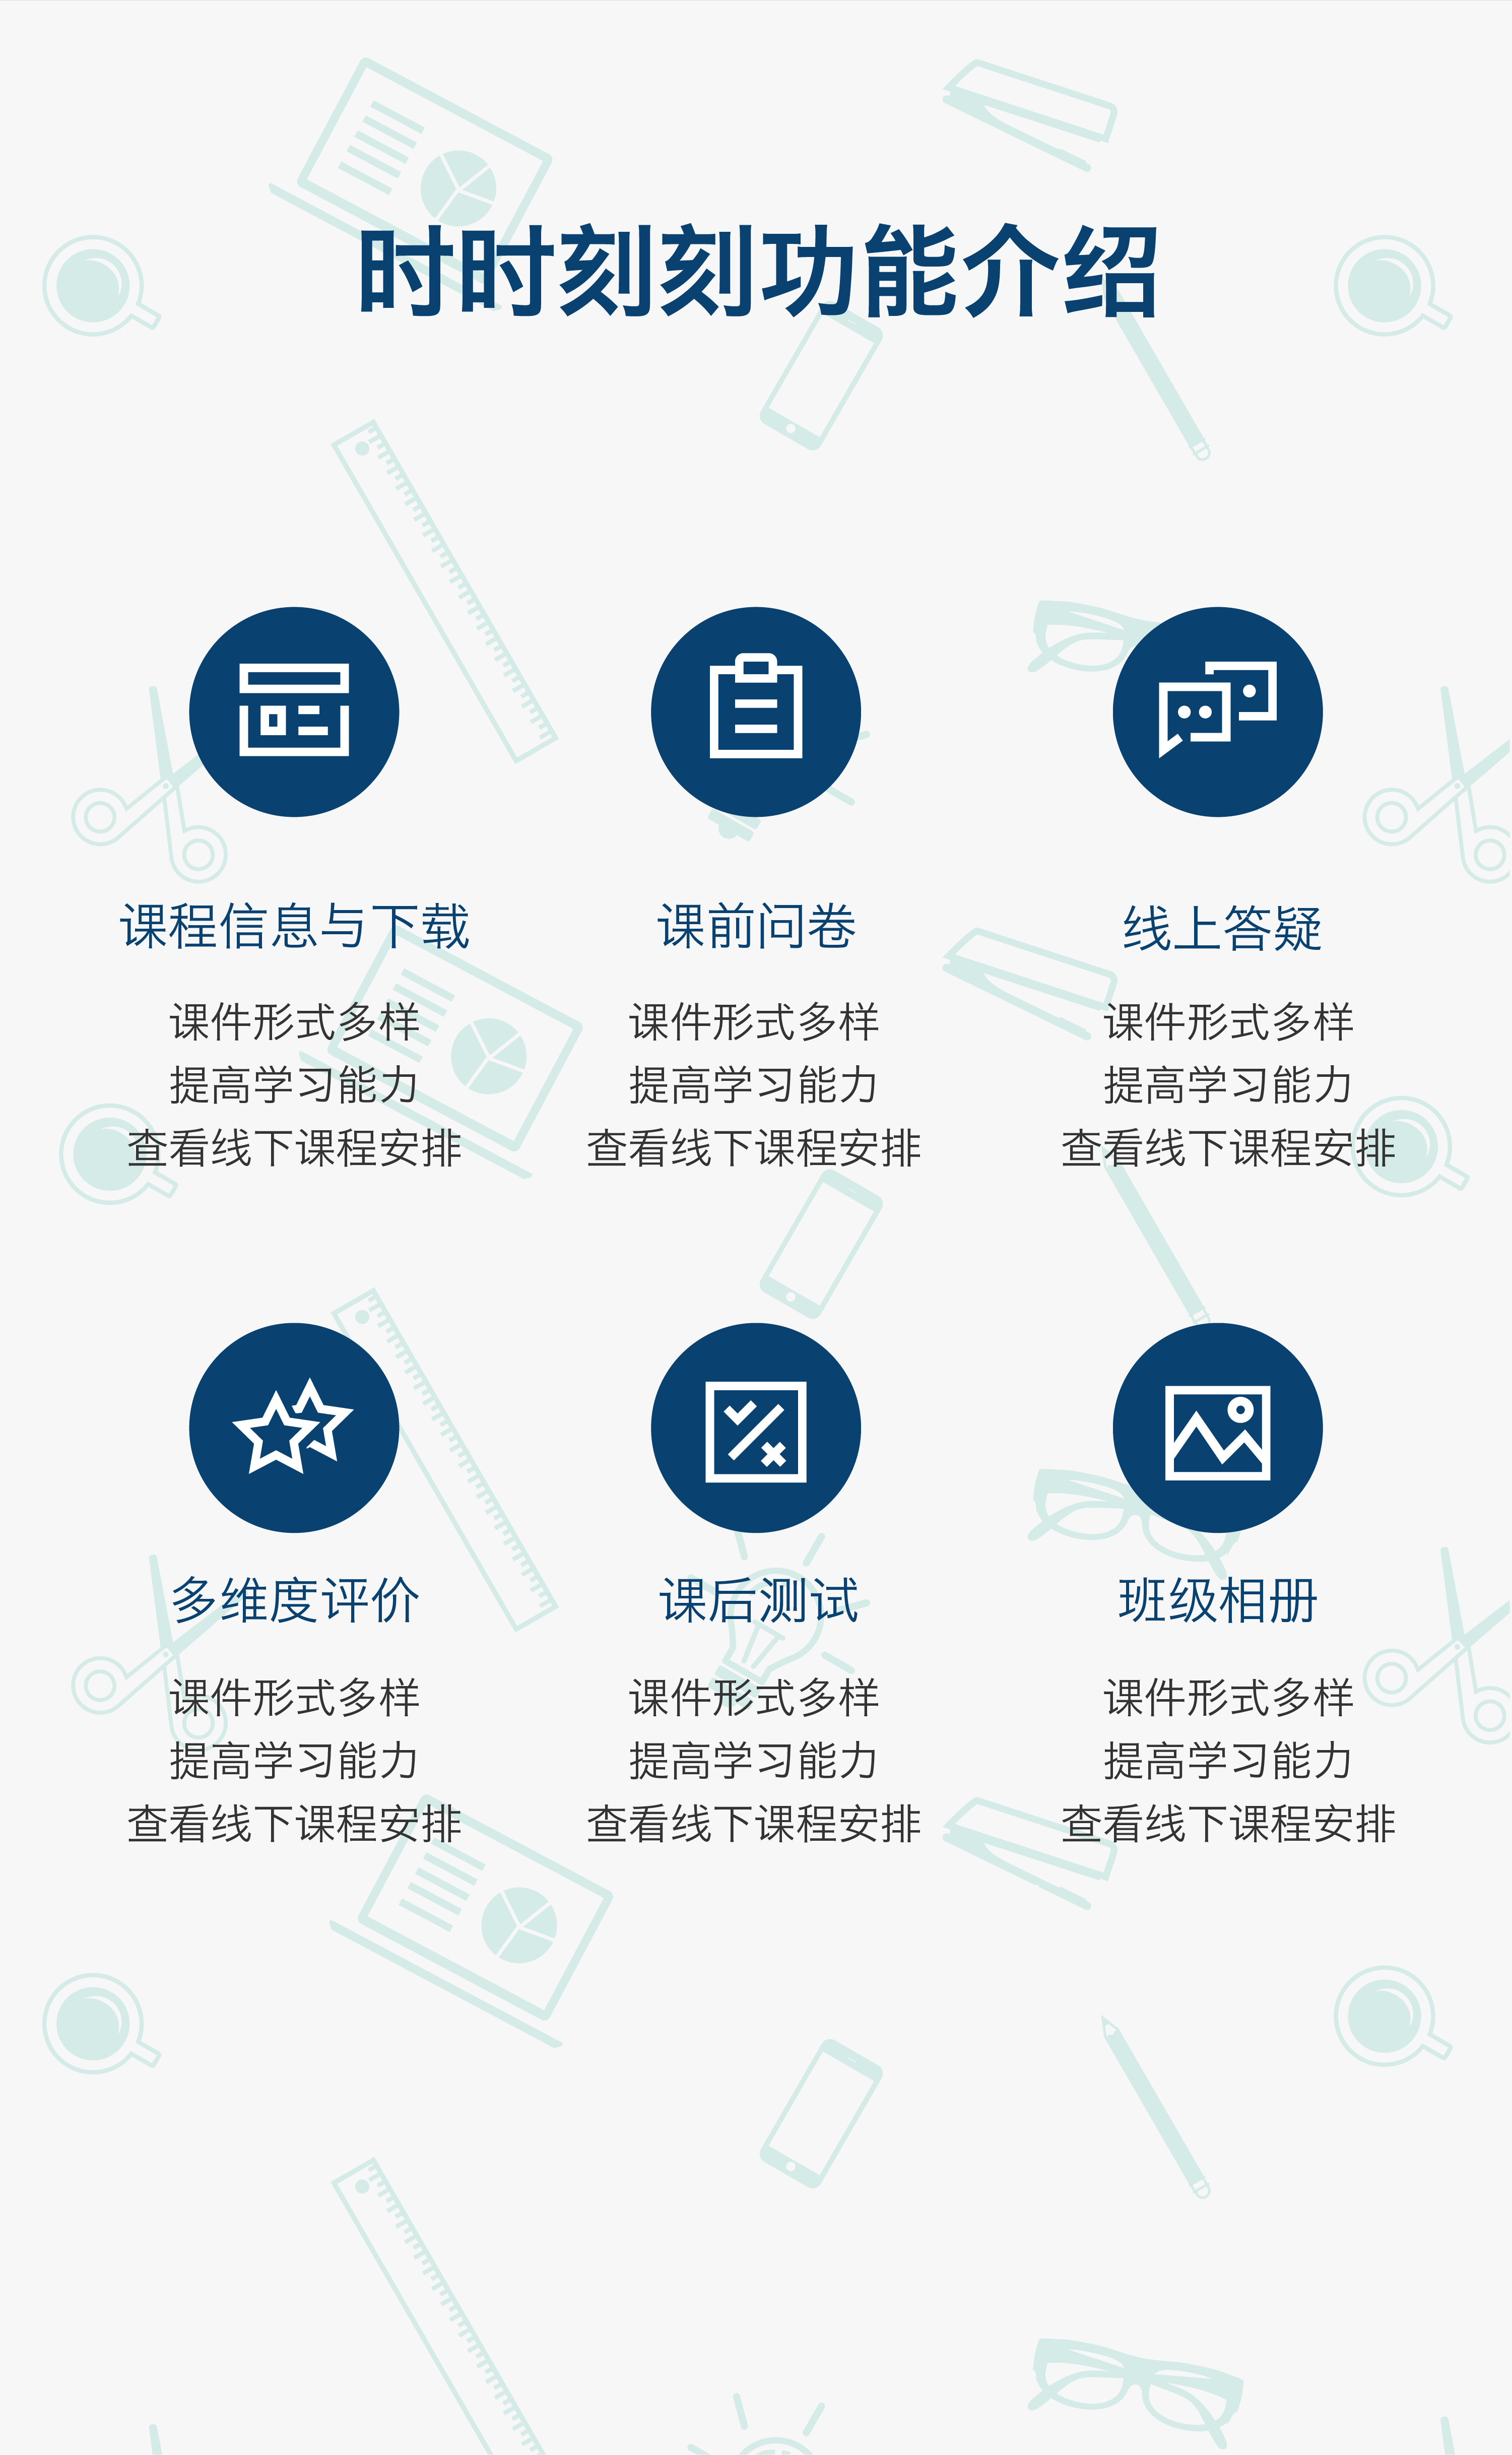 时时刻刻功能介绍
课程信息与下载
课件形式多样
提高学习能力
查看线下课程安排
课前问卷
课件形式多样
提高学习能力
查看线下课程安排
线上答疑
课件形式多样
提高学习能力
查看线下课程安排
多维度评价
课件形式多样
提高学习能力
查看线下课程安排
课后测试
课件形式多样
提高学习能力
查看线下课程安排
班级相册
课件形式多样
提高学习能力
查看线下课程安排